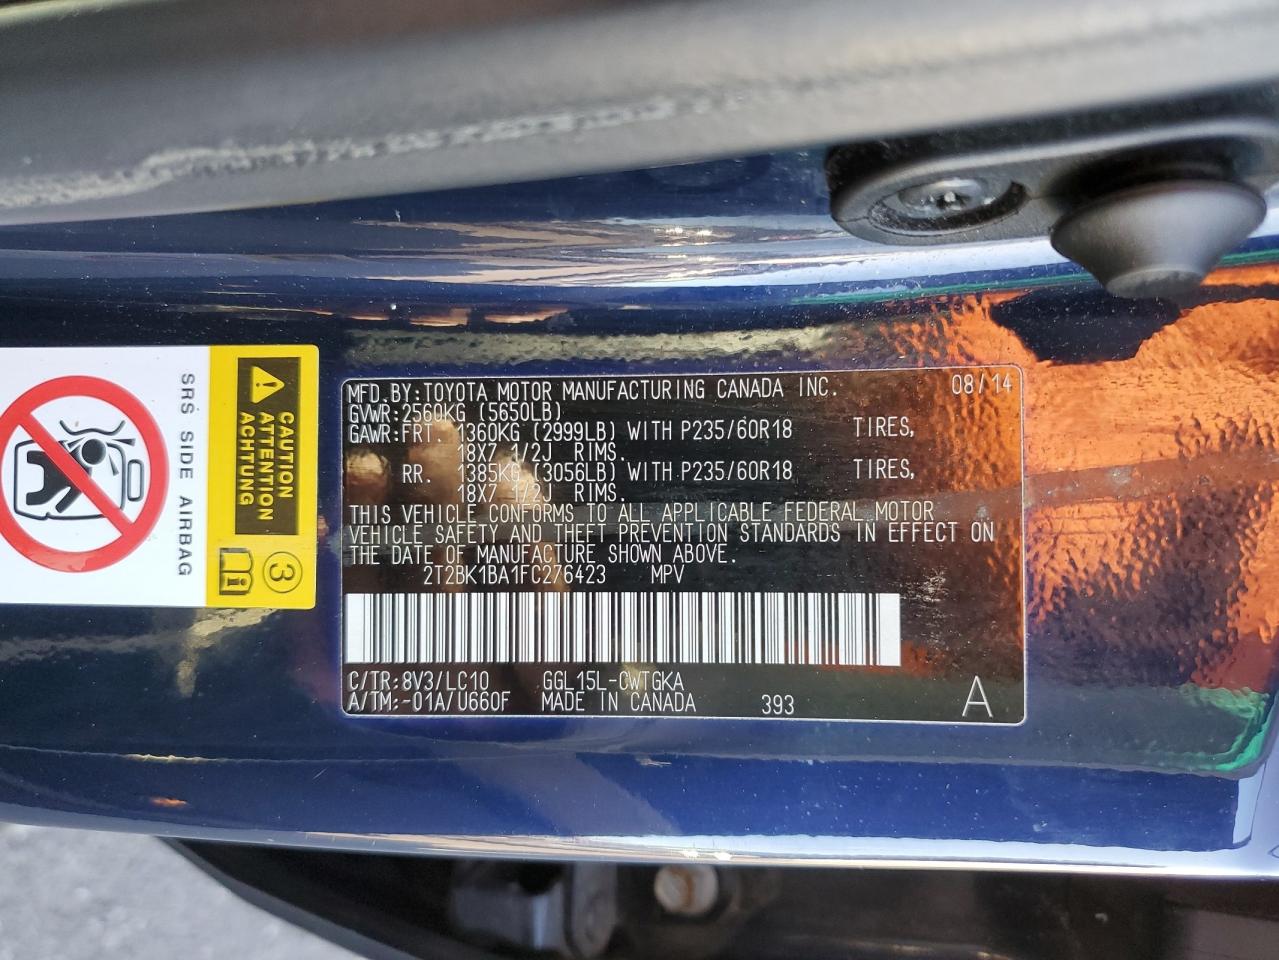 MFD.BY:TOYOTA MOTOR MANUFACTURING CANADA INC. 08/14
GVWR:2560KG (5650LB)
GAWR:FRT. 1360KG (2999LB) WITH P235/60R18 TIRES,
18X7 1/2J RIMS.
RR. 1385KG (3056LB) WITH P235/60R18 TIRES,
18X7 1/2J RIMS.
THIS VEHICLE CONFORMS TO ALL APPLICABLE FEDERAL MOTOR
VEHICLE SAFETY AND THEFT PREVENTION STANDARDS IN EFFECT ON
THE DATE OF MANUFACTURE SHOWN ABOVE.
2T2BK1BA1FC276423 MPV
C/TR:8V3/LC10 GGL15L-CWTGKA
A/TM:-01A/U660F MADE IN CANADA 393 A
CAUTION
ATTENTION
ACHTUNG
3
SRS SIDE AIRBAG